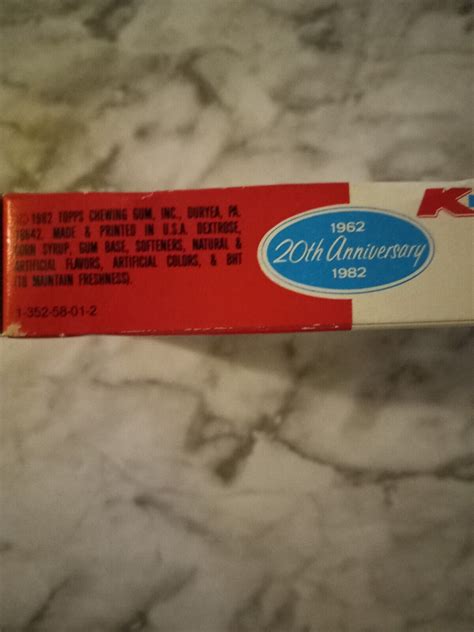 © 1982 TOPPS CHEWING GUM, INC., DURYEA, PA.
18642. MADE & PRINTED IN U.S.A. DEXTROSE,
CORN SYRUP, GUM BASE, SOFTENERS, NATURAL &
ARTIFICIAL FLAVORS, ARTIFICIAL COLORS, & BHT
(TO MAINTAIN FRESHNESS).
1-352-58-01-2
1962
20th Anniversary
1982
K